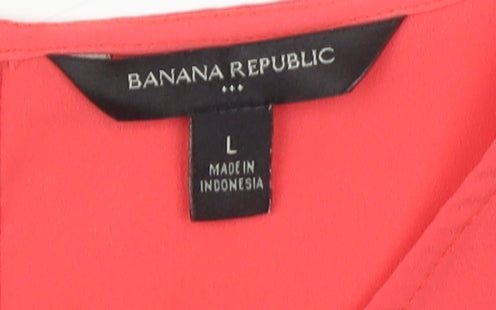 BANANA REPUBLIC
L
MADE IN
INDONESIA